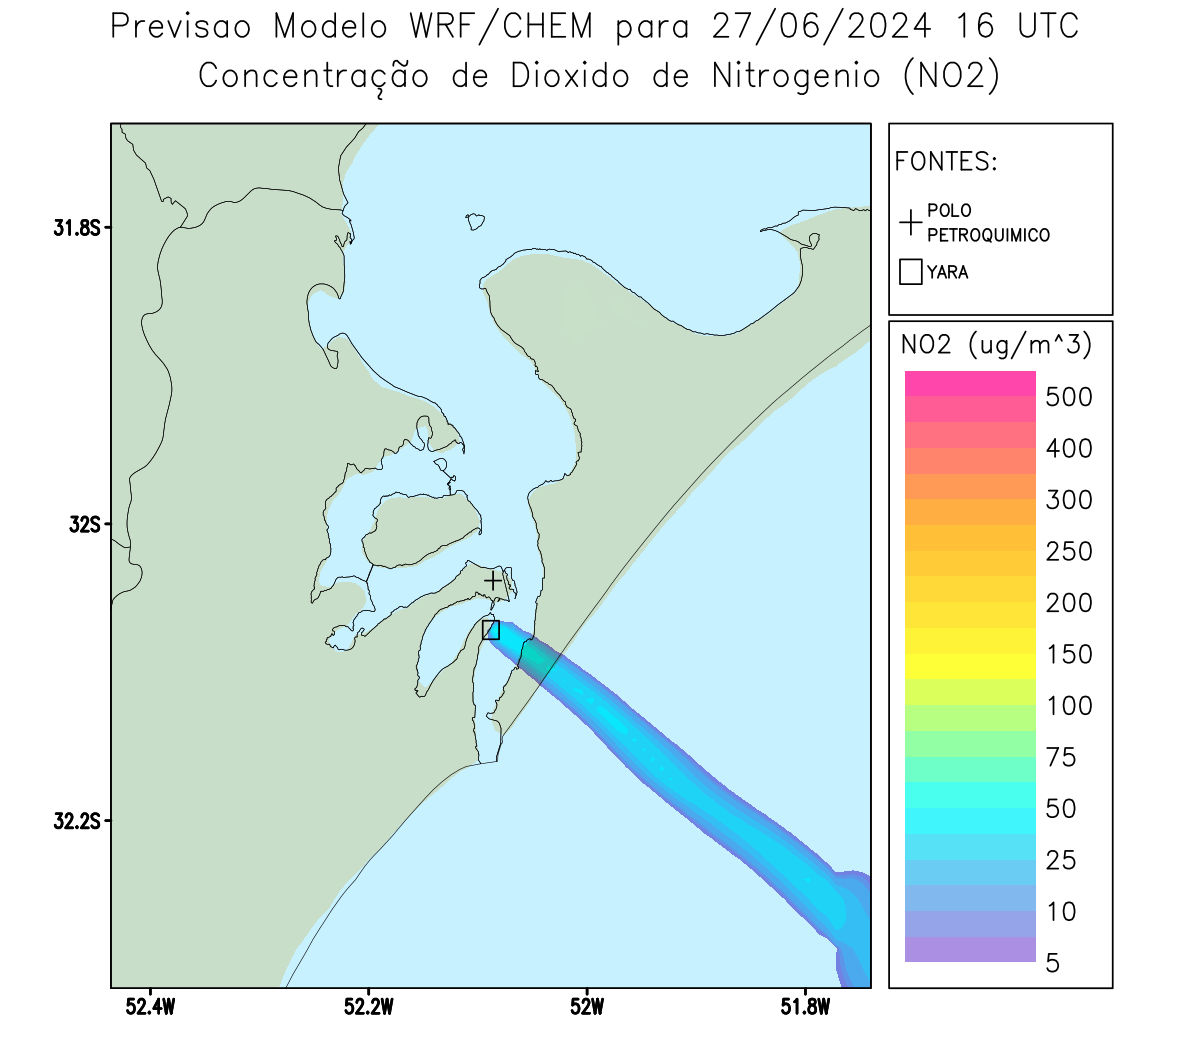 Previsao Modelo WRF/CHEM para 27/06/2024 16 UTC
Concentração de Dioxido de Nitrogenio (NO2)
FONTES:
POLO
PETROQUIMICO
YARA
NO2 (ug/m^3)
500
400
300
250
200
150
100
75
50
25
10
5
31.8S
32S
32.2S
52.4W
52.2W
52W
51.8W